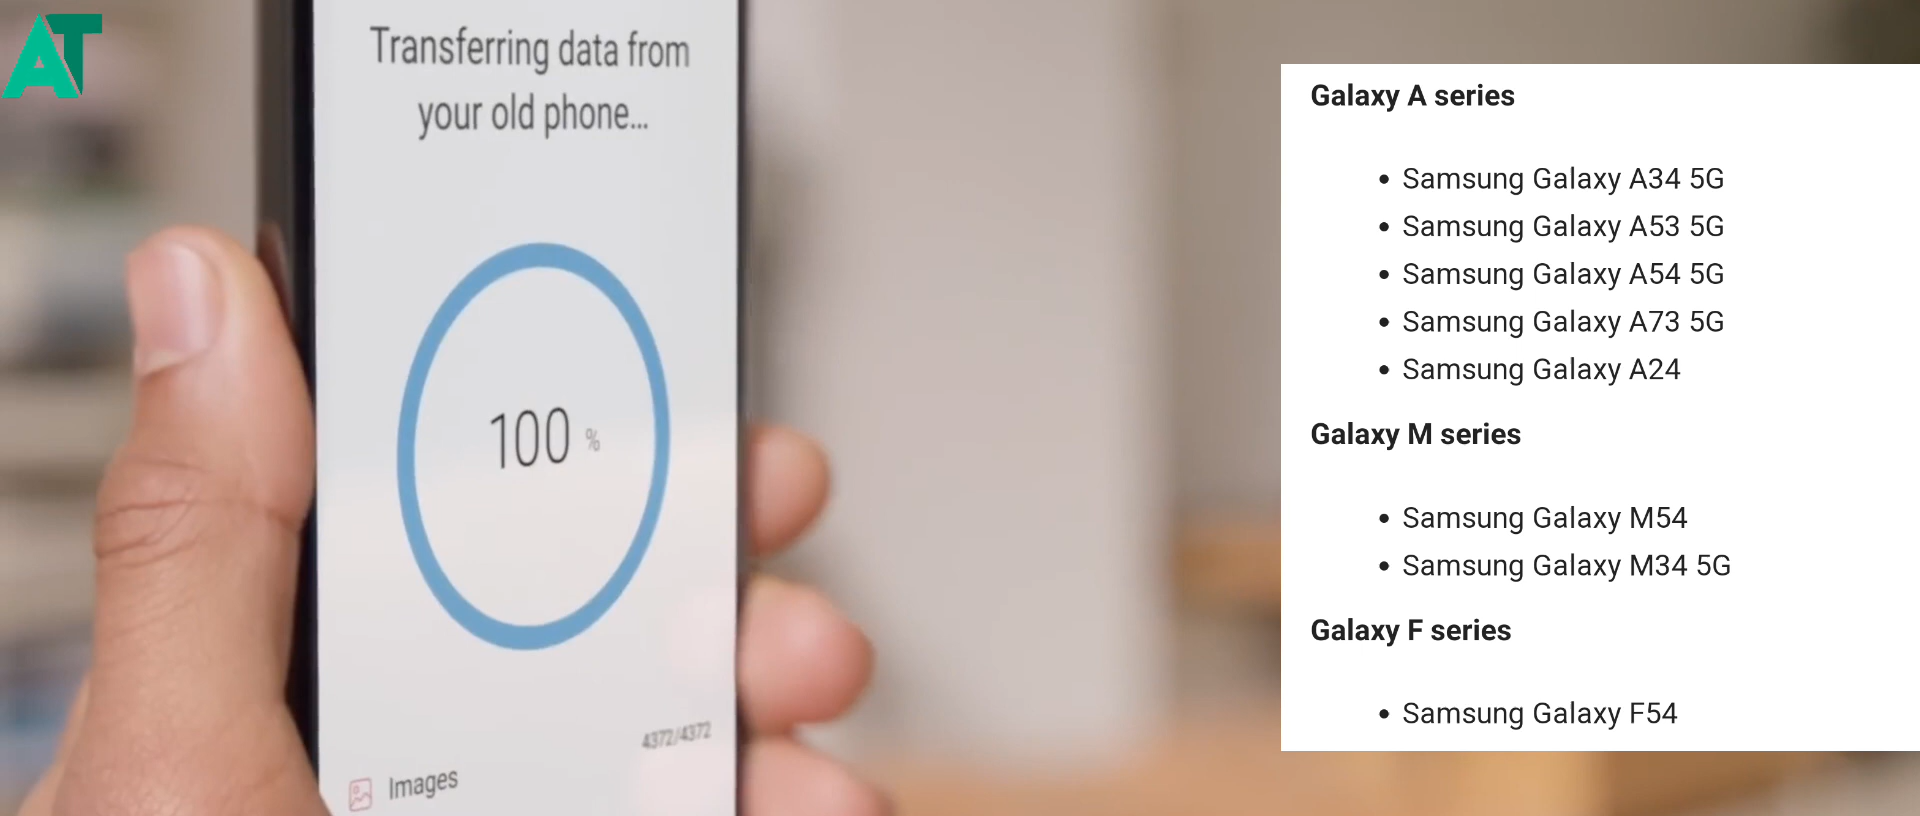 AT
Transferring data from
your old phone...
100 %
4372/4372
Images
Galaxy A series
• Samsung Galaxy A34 5G
• Samsung Galaxy A53 5G
• Samsung Galaxy A54 5G
• Samsung Galaxy A73 5G
• Samsung Galaxy A24
Galaxy M series
• Samsung Galaxy M54
• Samsung Galaxy M34 5G
Galaxy F series
• Samsung Galaxy F54